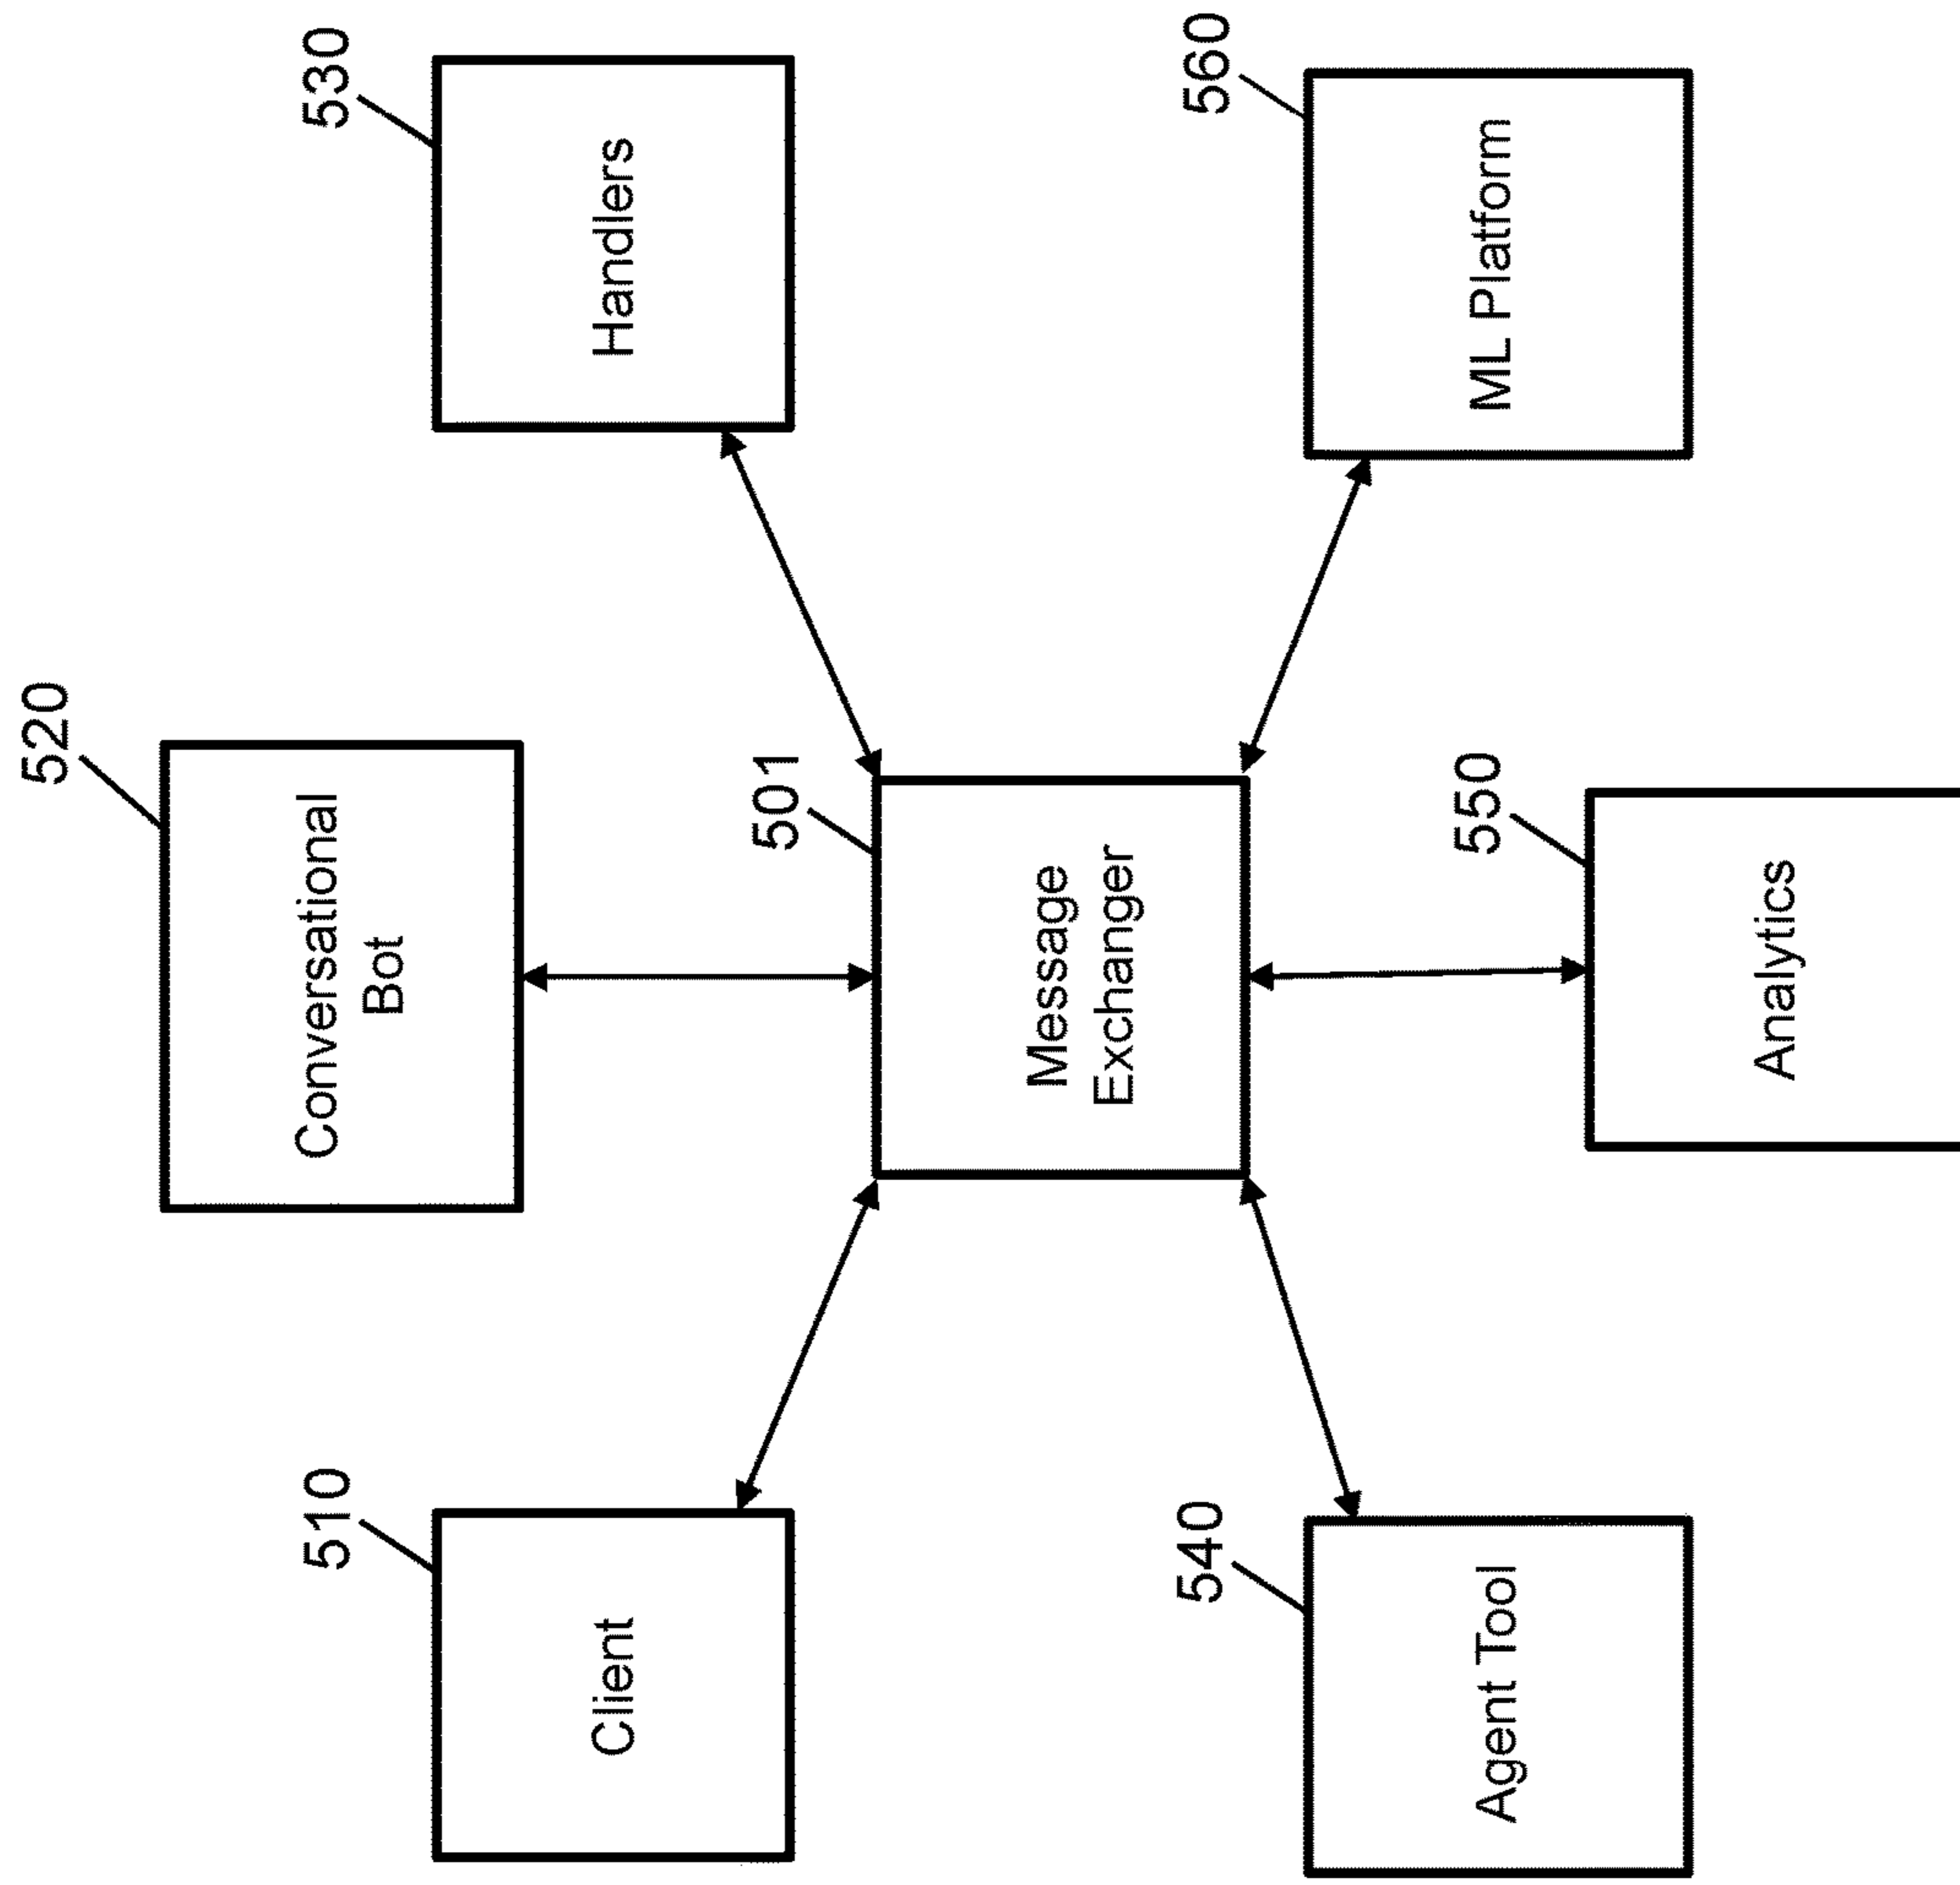 520
Conversational
Bot
510
Client
530
Handlers
501
Message
Exchanger
540
Agent Tool
550
Analytics
560
ML Platform